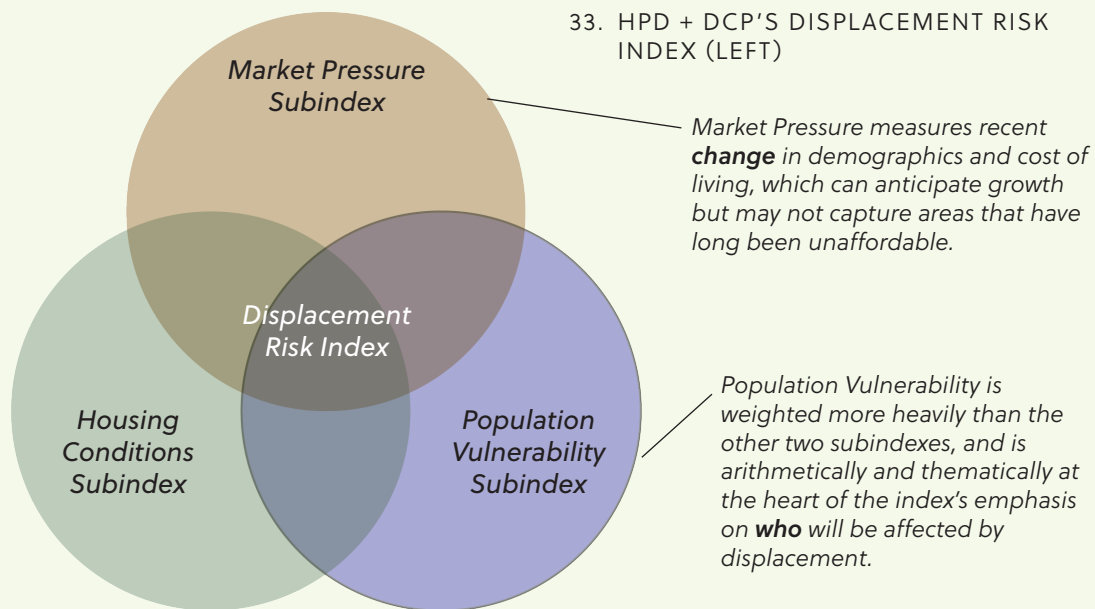 33. HPD + DCP'S DISPLACEMENT RISK
INDEX (LEFT)
Market Pressure
Subindex
Market Pressure measures recent
change in demographics and cost of
living, which can anticipate growth
but may not capture areas that have
long been unaffordable.
Displacement
Risk Index
Housing
Conditions
Subindex
Population
Vulnerability
Subindex
Population Vulnerability is
weighted more heavily than the
other two subindexes, and is
arithmetically and thematically at
the heart of the index's emphasis
on who will be affected by
displacement.